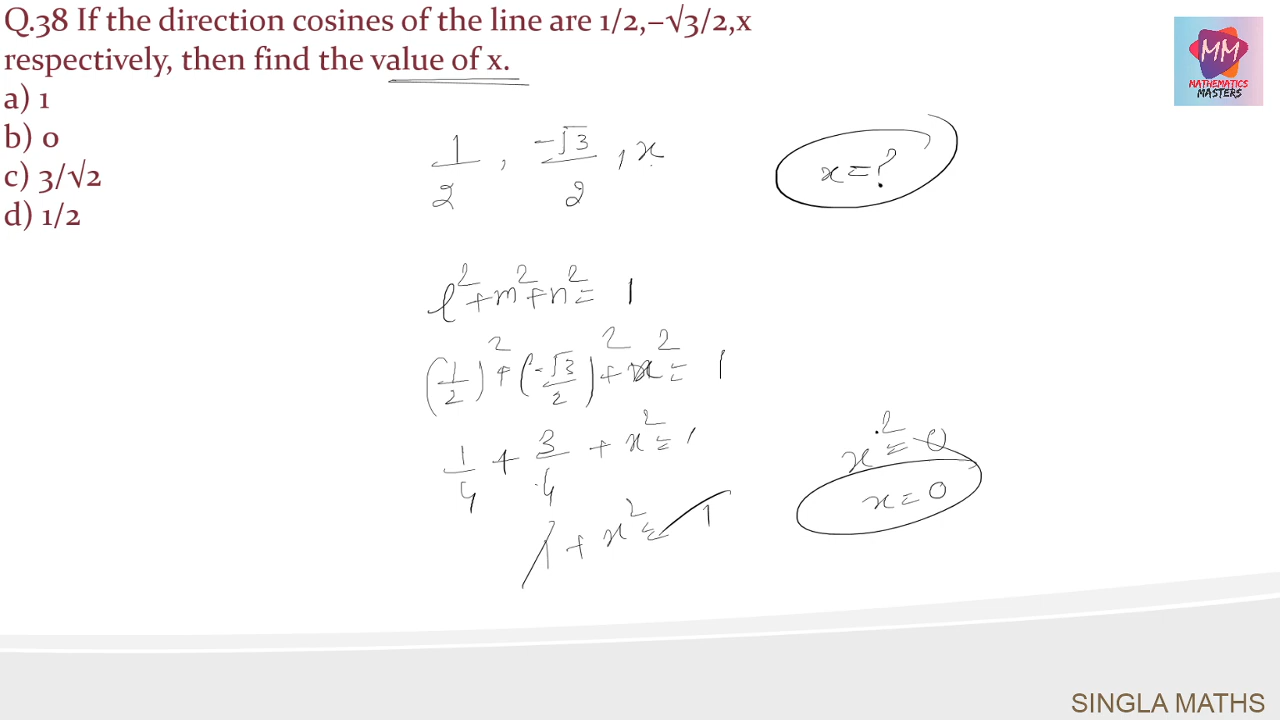 Q.38 If the direction cosines of the line are 1/2,–√3/2,x
respectively, then find the value of x.
a) 1
b) 0
c) 3/√2
d) 1/2
MM
MATHEMATICS
MASTERS
1/2, -√3/2, x
x = ?
l² + m² + n² = 1
(1/2)² + (-√3/2)² + x² = 1
1/4 + 3/4 + x² = 1
1 + x² = 1
x² = 0
x = 0
SINGLA MATHS